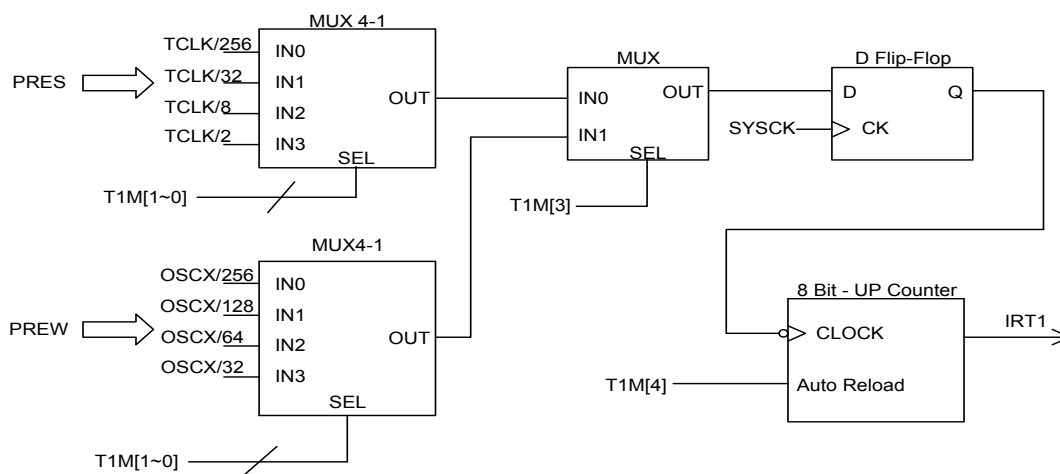 MUX 4-1
PRES
TCLK/256
IN0
TCLK/32
IN1
TCLK/8
IN2
TCLK/2
IN3
OUT
SEL
T1M[1~0]
MUX
IN0
OUT
IN1
SEL
T1M[3]
D Flip-Flop
D
Q
SYSCK
CK
MUX4-1
PREW
OSCX/256
IN0
OSCX/128
IN1
OSCX/64
IN2
OSCX/32
IN3
OUT
SEL
T1M[1~0]
8 Bit - UP Counter
CLOCK
IRT1
T1M[4]
Auto Reload